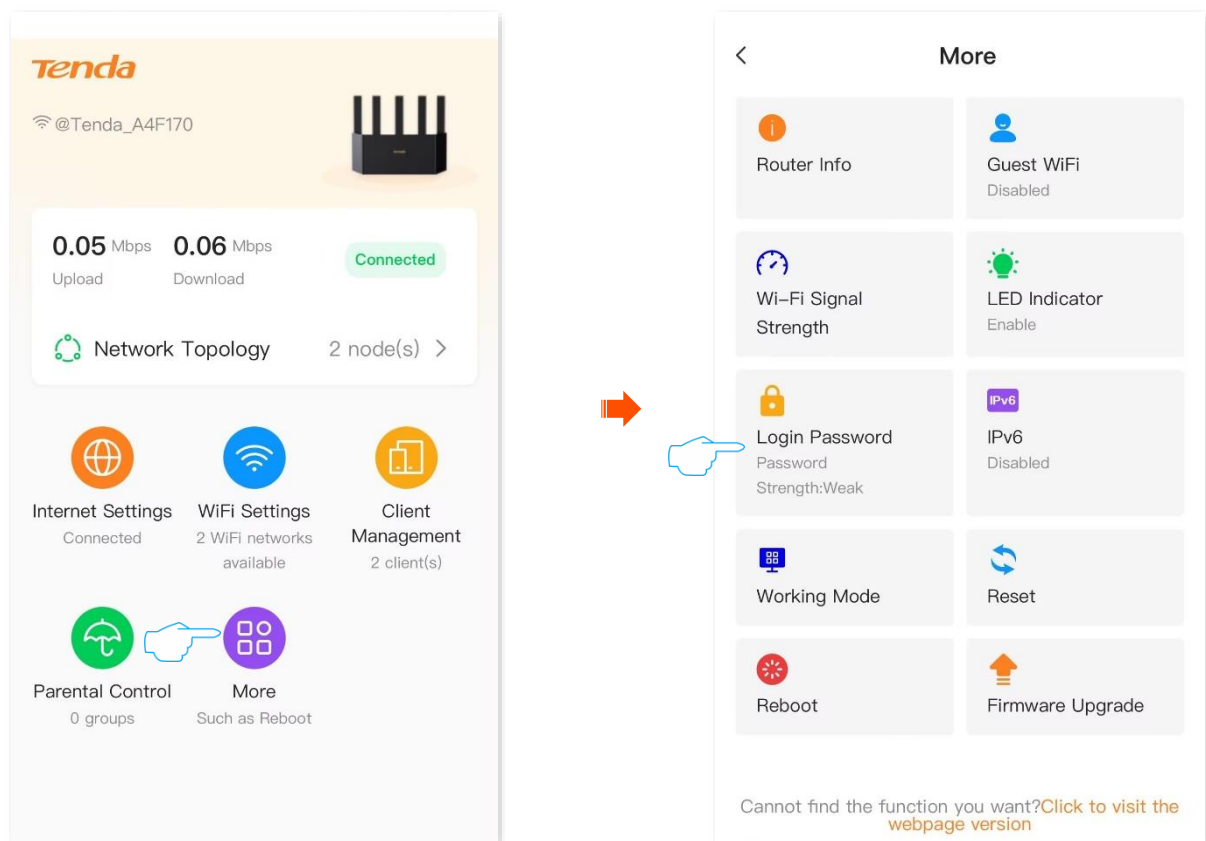 Tenda
@Tenda_A4F170
0.05 Mbps 0.06 Mbps
Upload Download
Connected
Network Topology 2 node(s)
Internet Settings
Connected
WiFi Settings
2 WiFi networks
available
Client
Management
2 client(s)
Parental Control
0 groups
More
Such as Reboot
More
Router Info
Guest WiFi
Disabled
Wi-Fi Signal
Strength
LED Indicator
Enable
Login Password
Password
Strength:Weak
IPv6
IPv6
Disabled
Working Mode
Reset
Reboot
Firmware Upgrade
Cannot find the function you want?Click to visit the
webpage version